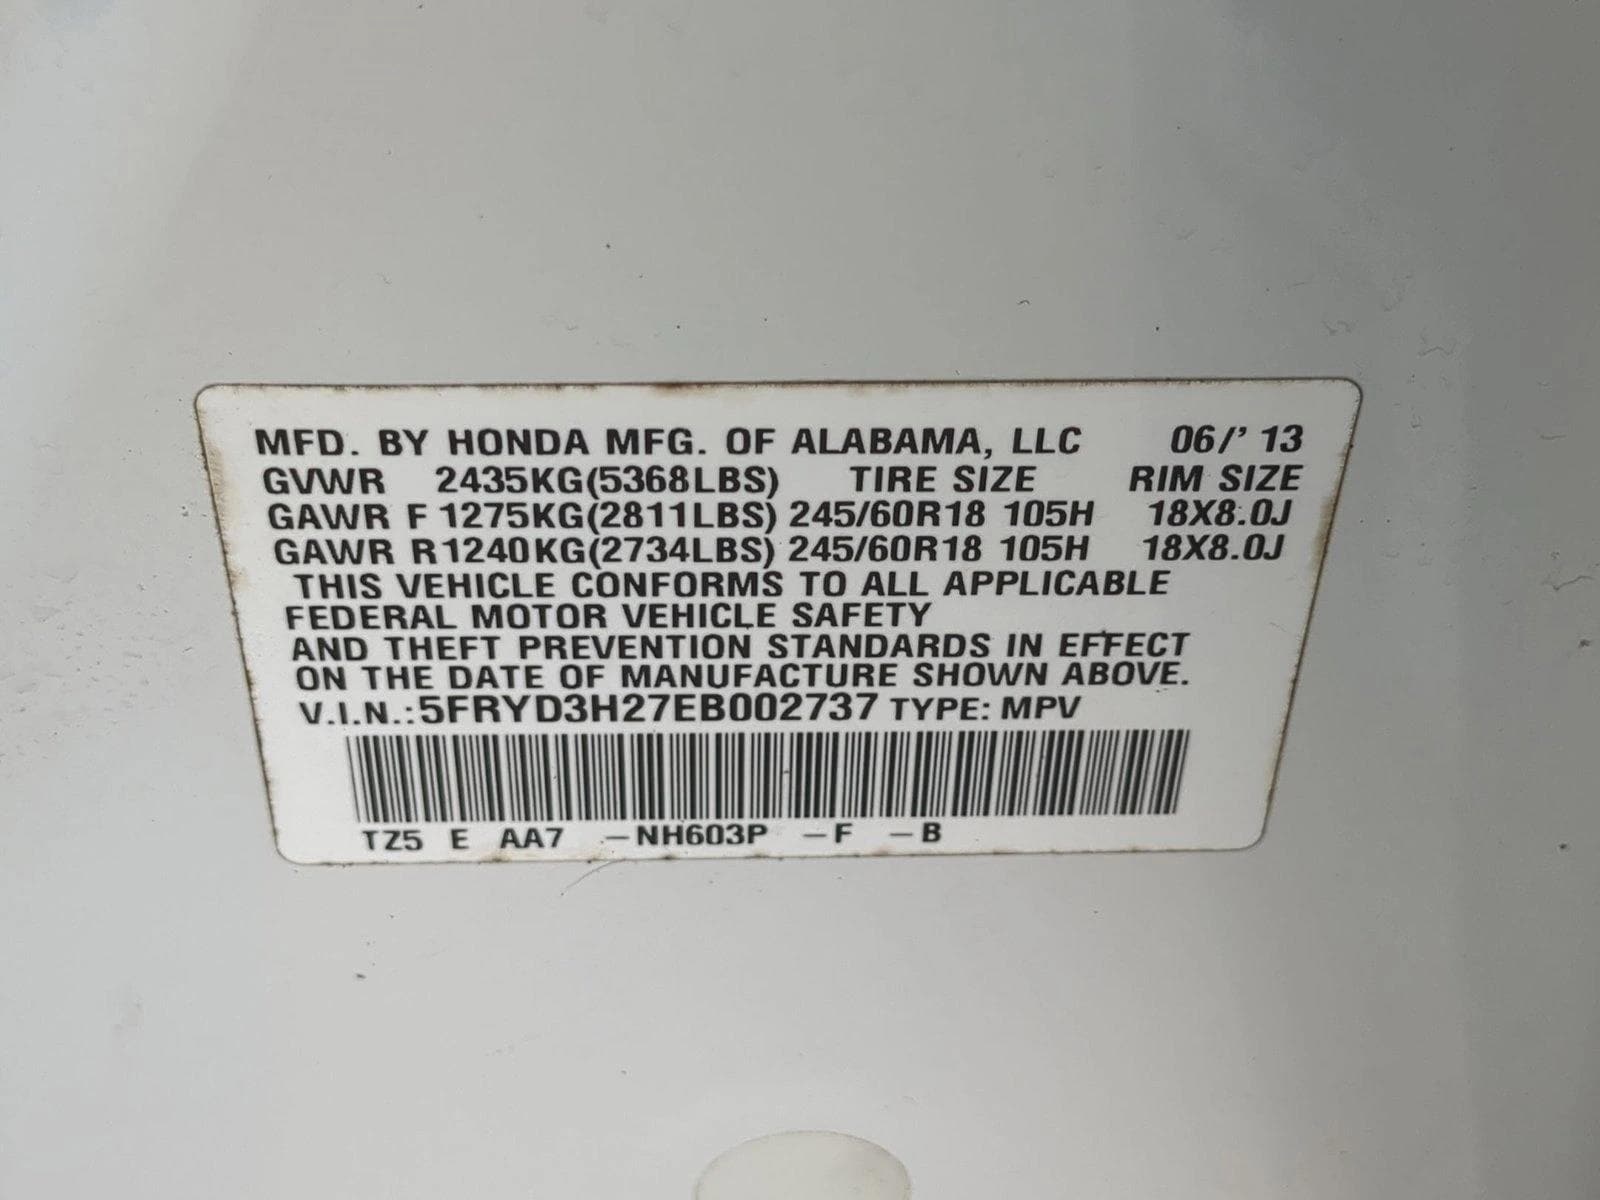 MFD. BY HONDA MFG. OF ALABAMA, LLC 06/' 13
GVWR 2435KG(5368LBS) TIRE SIZE RIM SIZE
GAWR F 1275KG(2811LBS) 245/60R18 105H 18X8.0J
GAWR R 1240KG(2734LBS) 245/60R18 105H 18X8.0J
THIS VEHICLE CONFORMS TO ALL APPLICABLE
FEDERAL MOTOR VEHICLE SAFETY
AND THEFT PREVENTION STANDARDS IN EFFECT
ON THE DATE OF MANUFACTURE SHOWN ABOVE.
V.I.N.:5FRYD3H27EB002737 TYPE: MPV
TZ5 E AA7 –NH603P –F –B